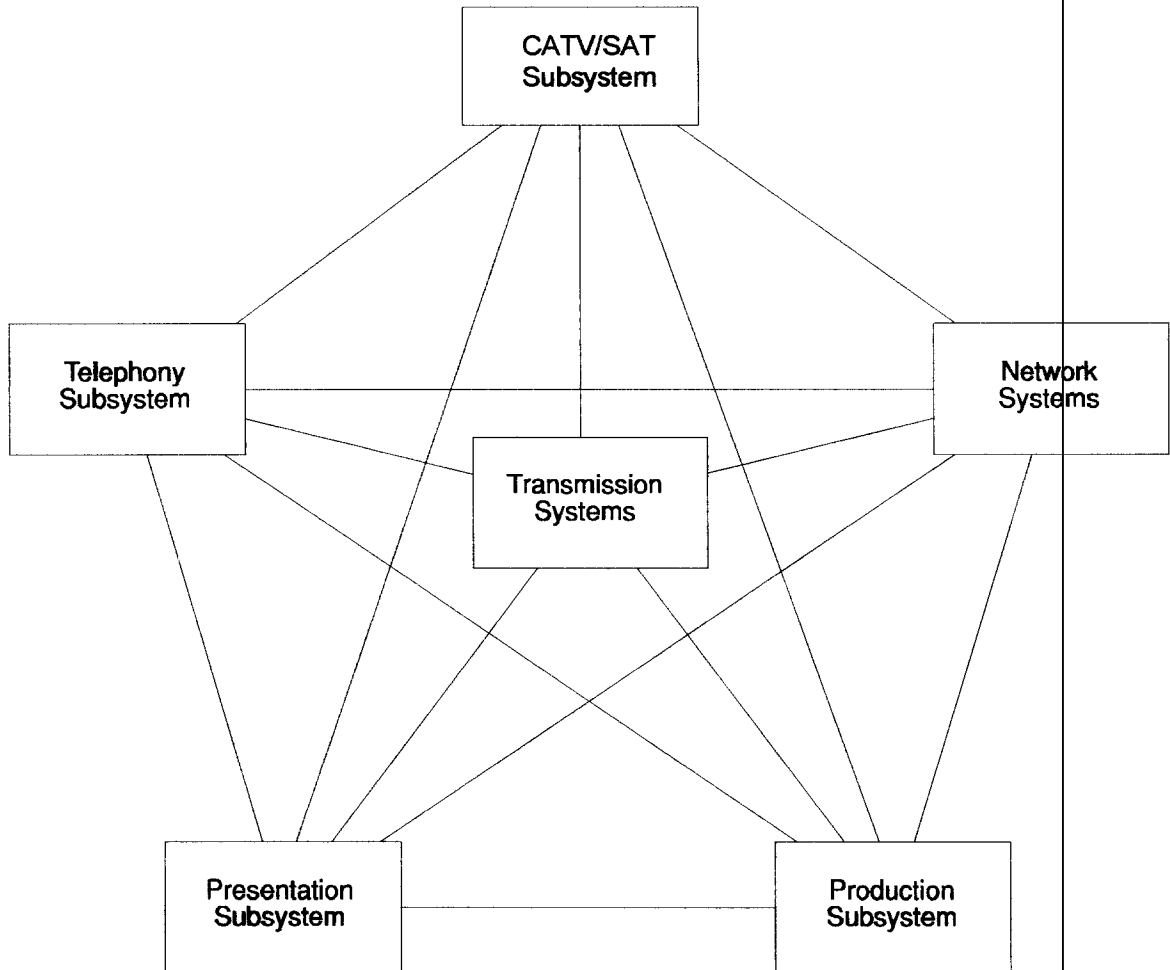 CATV/SAT
Subsystem
Telephony
Subsystem
Network
Systems
Transmission
Systems
Presentation
Subsystem
Production
Subsystem